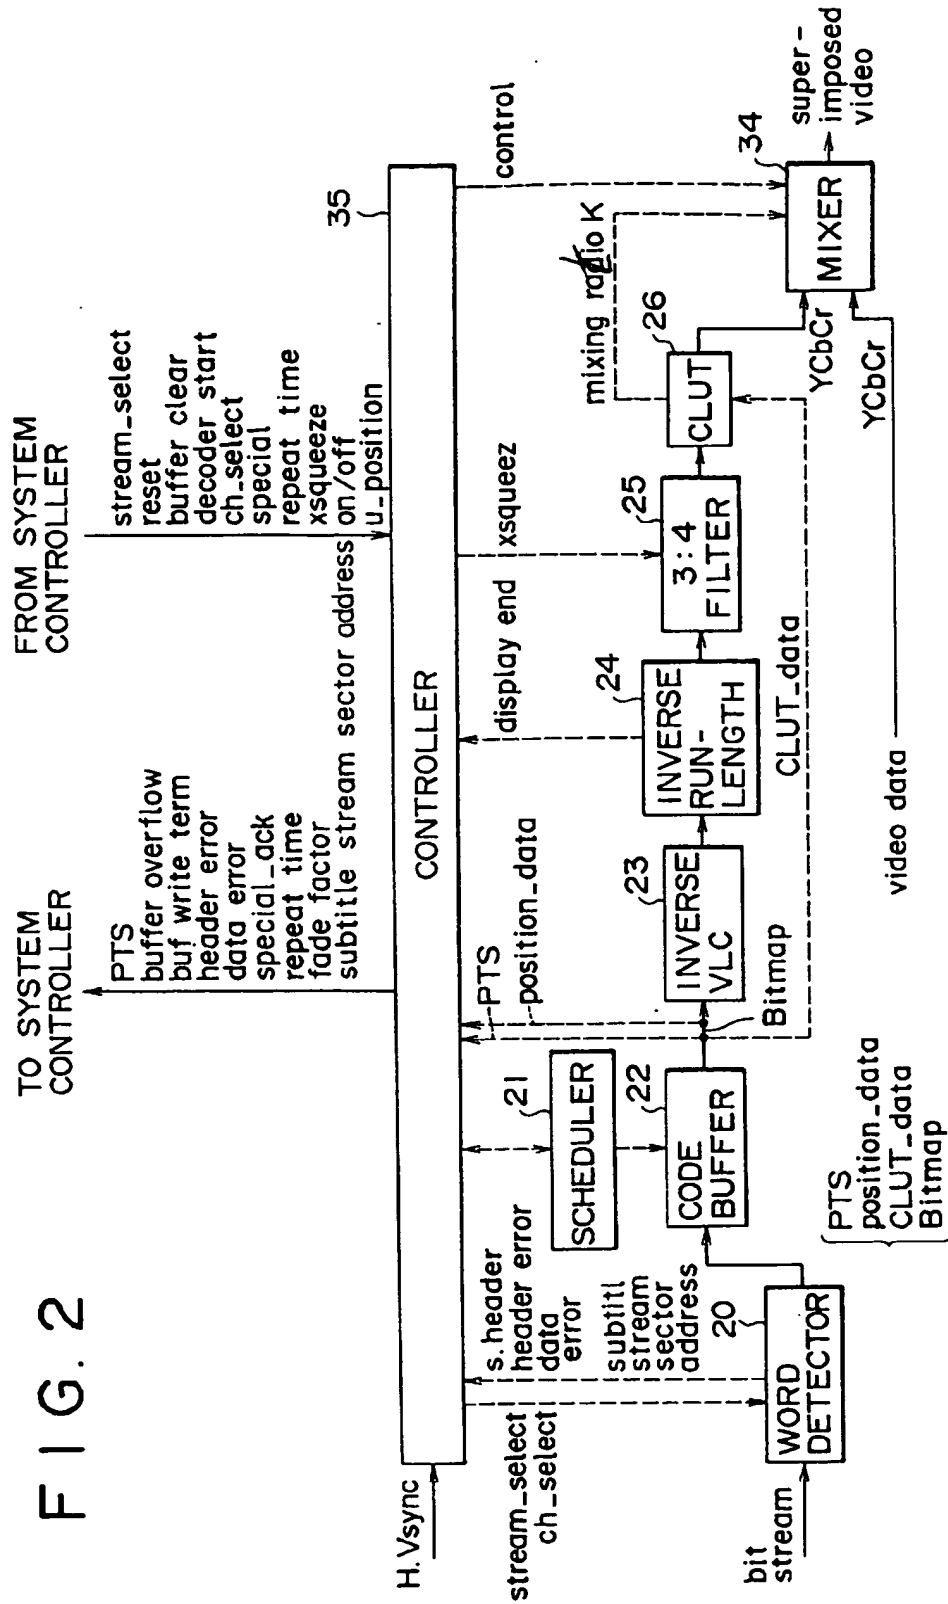 FIG. 2
TO SYSTEM
CONTROLLER
FROM SYSTEM
CONTROLLER
PTS
buffer overflow
buf write term
header error
data error
special_ack
repeat time
fade factor
subtitle stream sector address
stream_select
reset
buffer clear
decoder start
ch_select
special
repeat time
xsqueeze
on/off
u_position
35
H. Vsync
CONTROLLER
stream_select
ch_select
s.header
header error
data
error
subtitl
stream
sector
address
21
SCHEDULER
PTS
position_data
display end
xsqueez
control
mixing radio K
bit
stream
20
WORD
DETECTOR
22
CODE
BUFFER
Bitmap
23
INVERSE
VLC
24
INVERSE
RUN-
LENGTH
25
3:4
FILTER
26
CLUT
34
MIXER
super-
imposed
video
YCbCr
YCbCr
CLUT_data
video data
PTS
position_data
CLUT_data
Bitmap